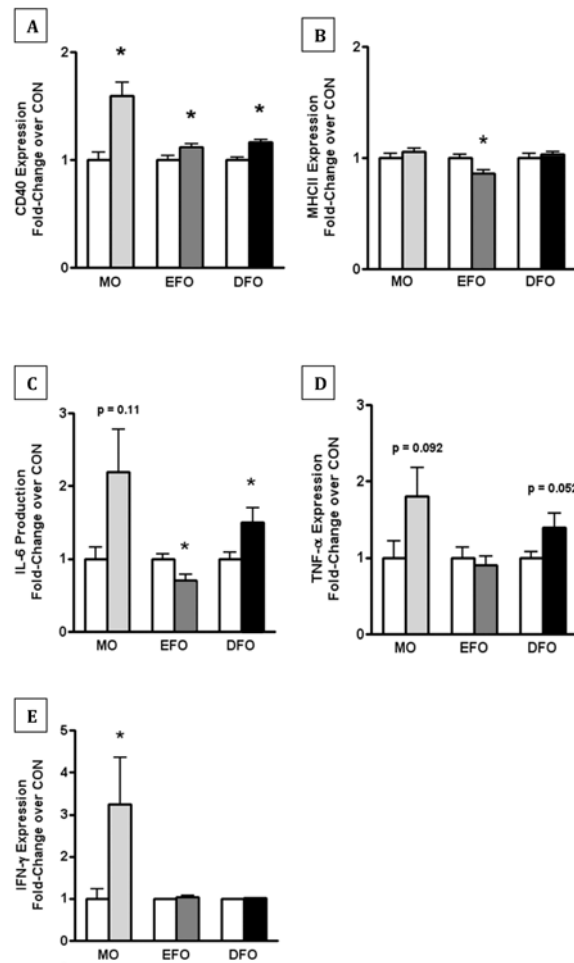 A
CD40 Expression
Fold-Change over CON
2
1
0
*
*
*
MO
EFO
DFO
B
MHCII Expression
Fold-Change over CON
2
1
0
*
MO
EFO
DFO
C
IL-6 Production
Fold-Change over CON
3
2
1
0
p = 0.11
*
*
MO
EFO
DFO
D
TNF-α Expression
Fold-Change over CON
3
2
1
0
p = 0.092
p = 0.052
MO
EFO
DFO
E
IFN-γ Expression
Fold-Change over CON
5
4
3
2
1
0
*
MO
EFO
DFO